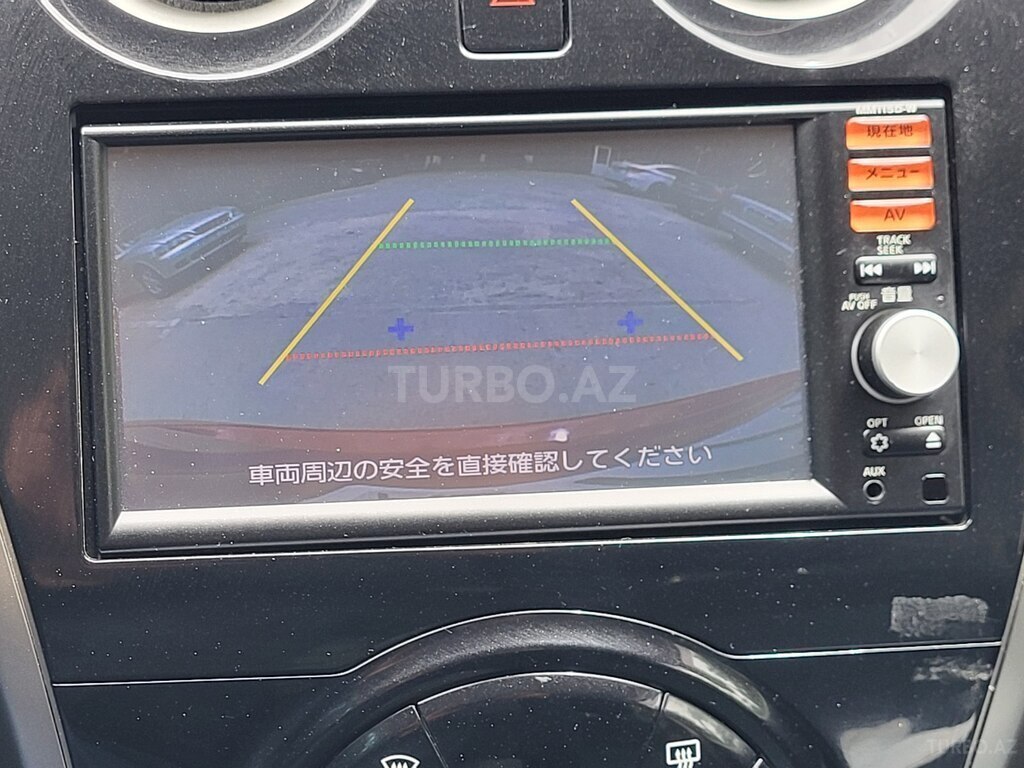 MM115D-W
現在地
メニュー
AV
TRACK
SEEK
PUSH
AV OFF
音量
TURBO.AZ
OPT
OPEN
車両周辺の安全を直接確認してください
AUX
TURBO.AZ